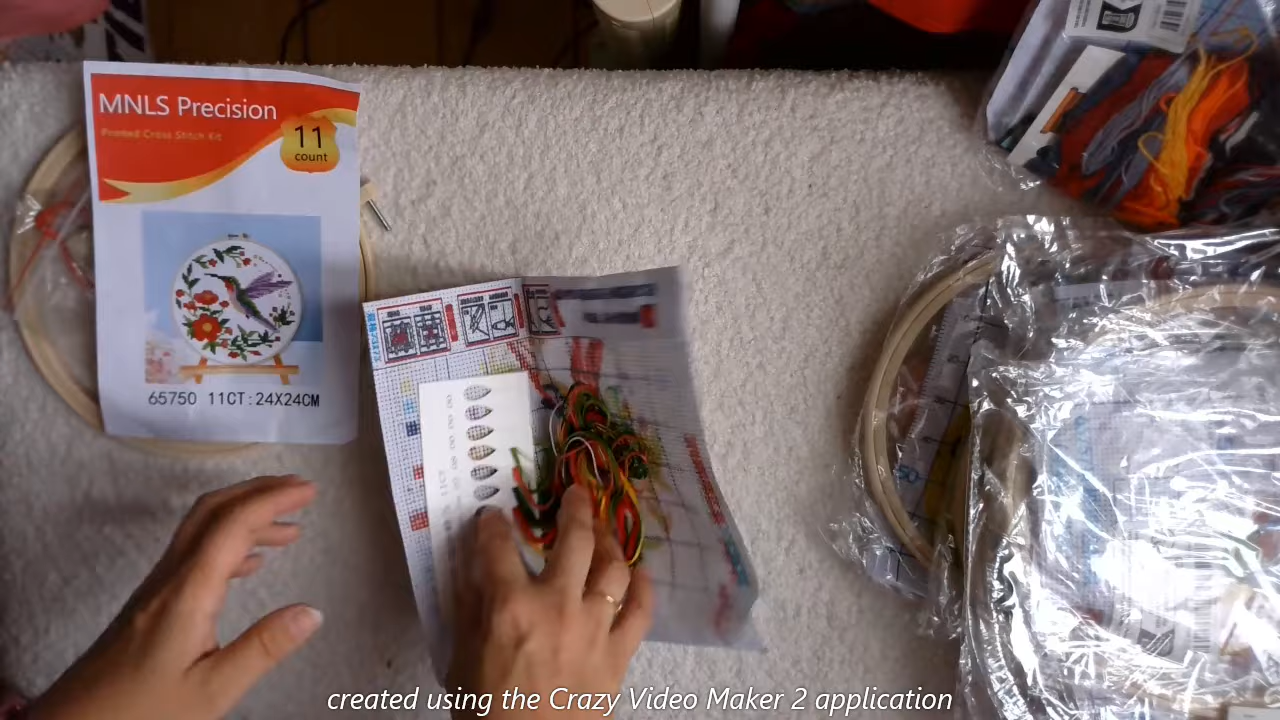 MNLS Precision
Printed Cross Stitch Kit
11
count
65750 11CT:24X24CM
created using the Crazy Video Maker 2 application